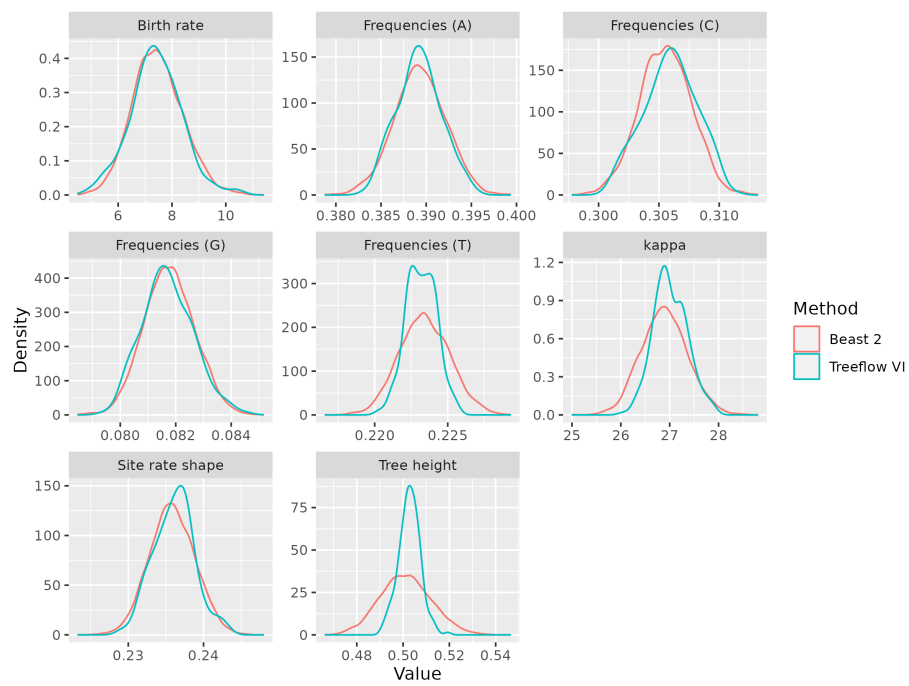 Birth rate
Frequencies (A)
Frequencies (C)
0.4
0.3
0.2
0.1
0.0
6 8 10
150
100
50
0
0.380 0.385 0.390 0.395 0.400
150
100
50
0
0.300 0.305 0.310
Frequencies (G)
Frequencies (T)
kappa
400
300
200
100
0
0.080 0.082 0.084
300
200
100
0
0.220 0.225
1.2
0.9
0.6
0.3
0.0
25 26 27 28
Site rate shape
Tree height
150
100
50
0
0.23 0.24
75
50
25
0
0.48 0.50 0.52 0.54
Density
Value
Method
Beast 2
Treeflow VI